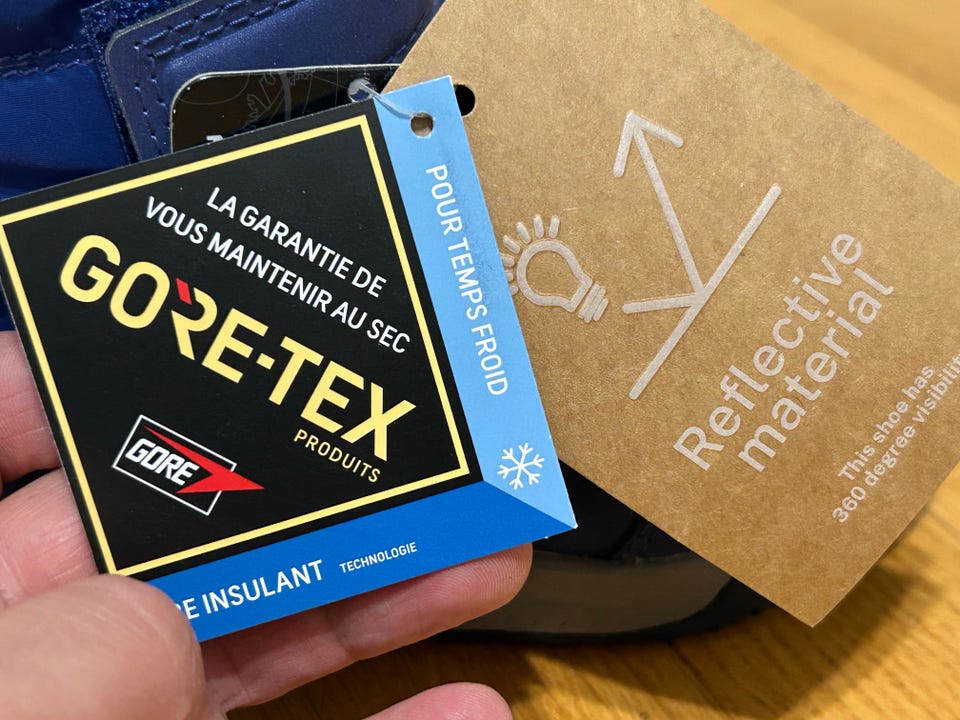 LA GARANTIE DE
VOUS MAINTENIR AU SEC
GORE-TEX
PRODUITS
GORE
POUR TEMPS FROID
INSULANT TECHNOLOGIE
Reflective
material
This shoe has
360 degree visibility